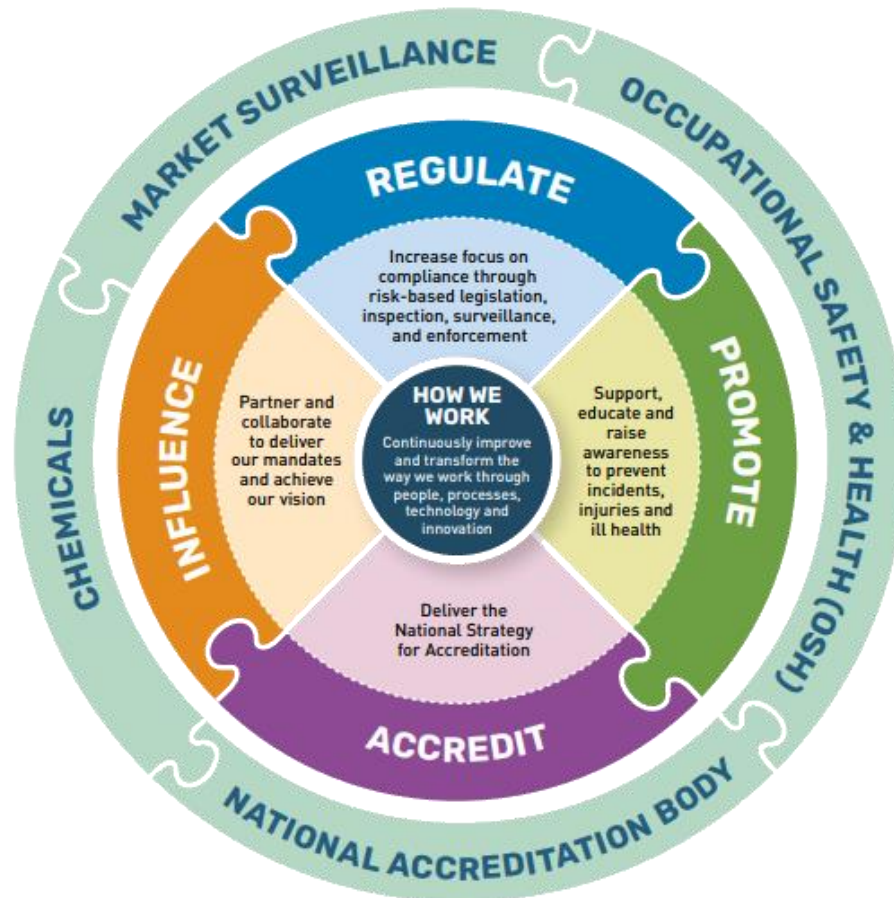 MARKET SURVEILLANCE
OCCUPATIONAL SAFETY & HEALTH (OSH)
REGULATE
Increase focus on
compliance through
risk-based legislation,
inspection, surveillance,
and enforcement
INFLUENCE
Partner and
collaborate
to deliver
our mandates
and achieve
our vision
HOW WE
WORK
Continuously improve
and transform the
way we work through
people, processes,
technology and
innovation
Support,
educate and
raise
awareness
to prevent
incidents,
injuries and
ill health
PROMOTE
CHEMICALS
Deliver the
National Strategy
for Accreditation
ACCREDIT
NATIONAL ACCREDITATION BODY